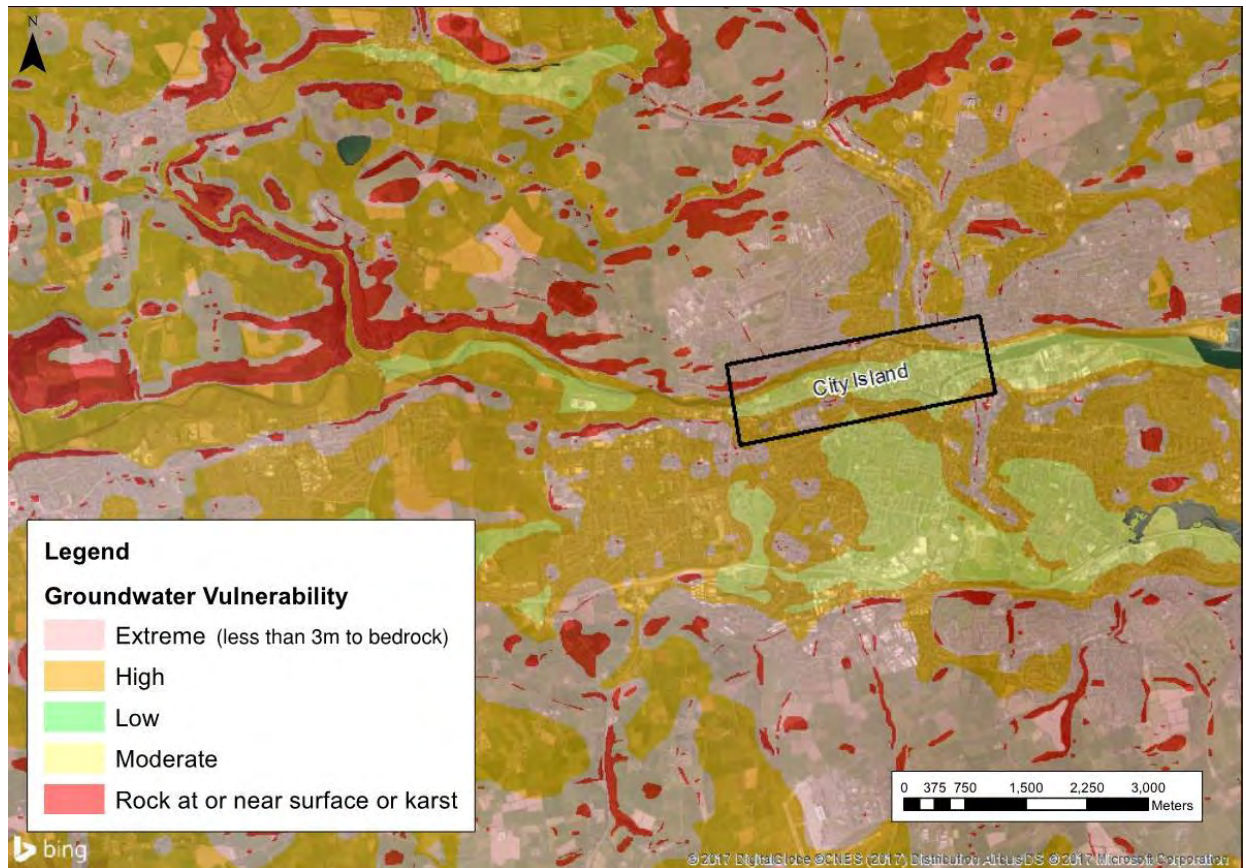 N
City Island
Legend
Groundwater Vulnerability
Extreme (less than 3m to bedrock)
High
Low
Moderate
Rock at or near surface or karst
0 375 750 1,500 2,250 3,000
Meters
bing
© 2017 DigitalGlobe ©CNES (2017) Distribution Airbus DS © 2017 Microsoft Corporation